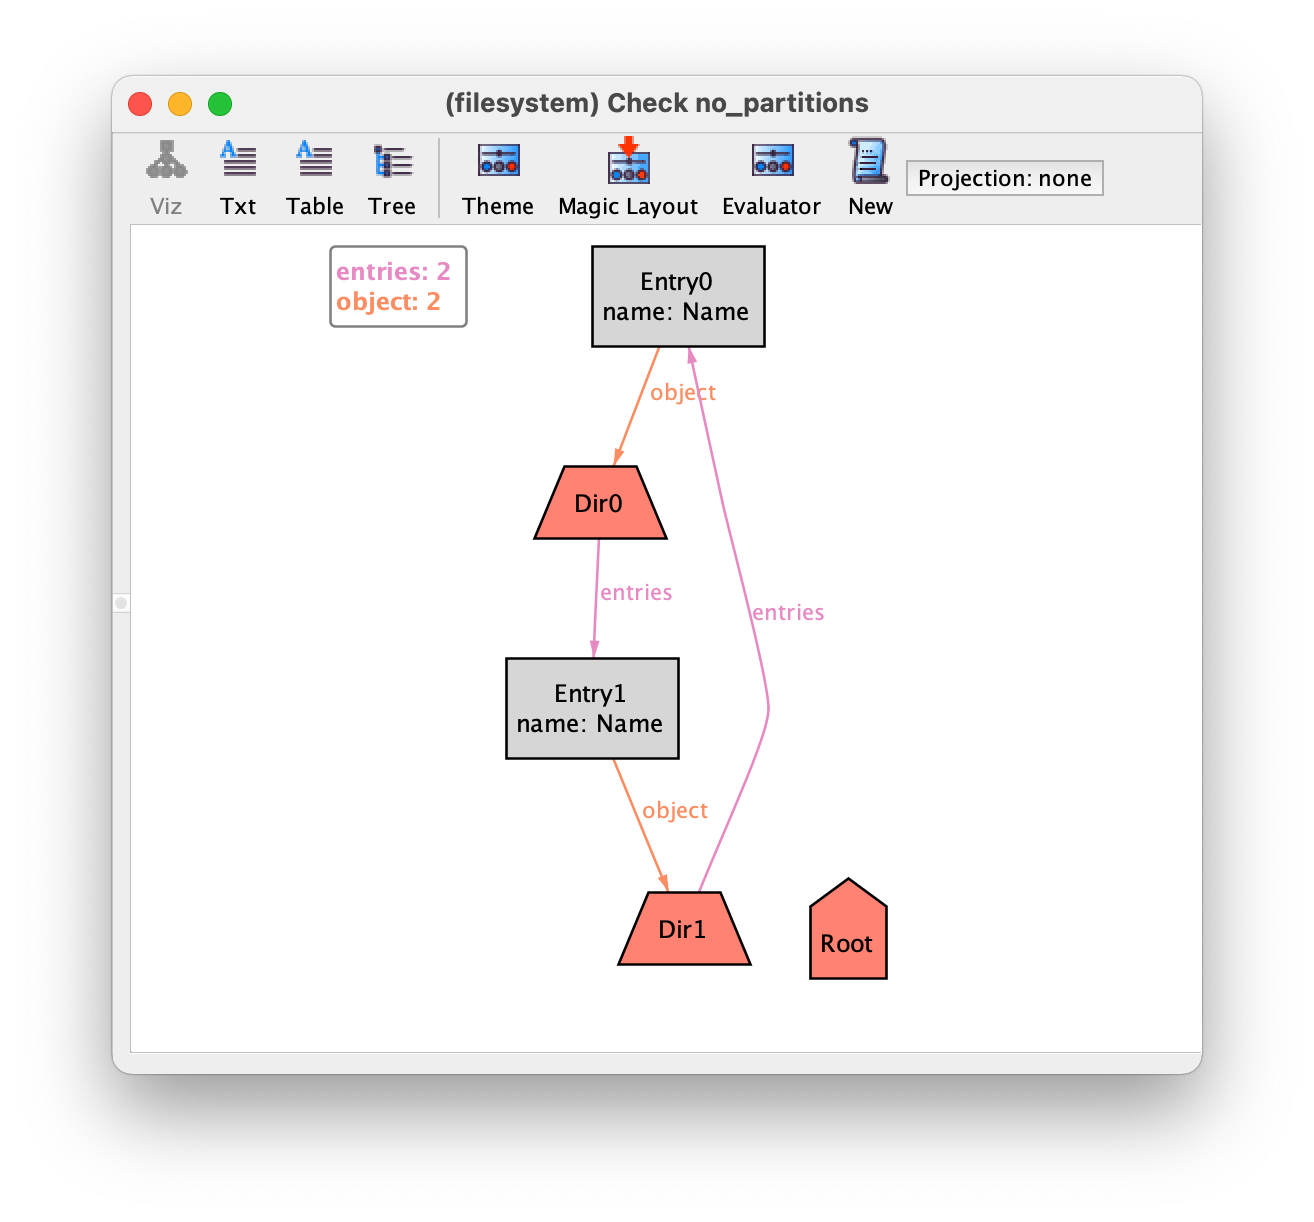 (filesystem) Check no_partitions
Viz
Txt
Table
Tree
Theme
Magic Layout
Evaluator
New
Projection: none
entries: 2
object: 2
Entry0
name: Name
object
Dir0
entries
entries
Entry1
name: Name
object
Dir1
Root